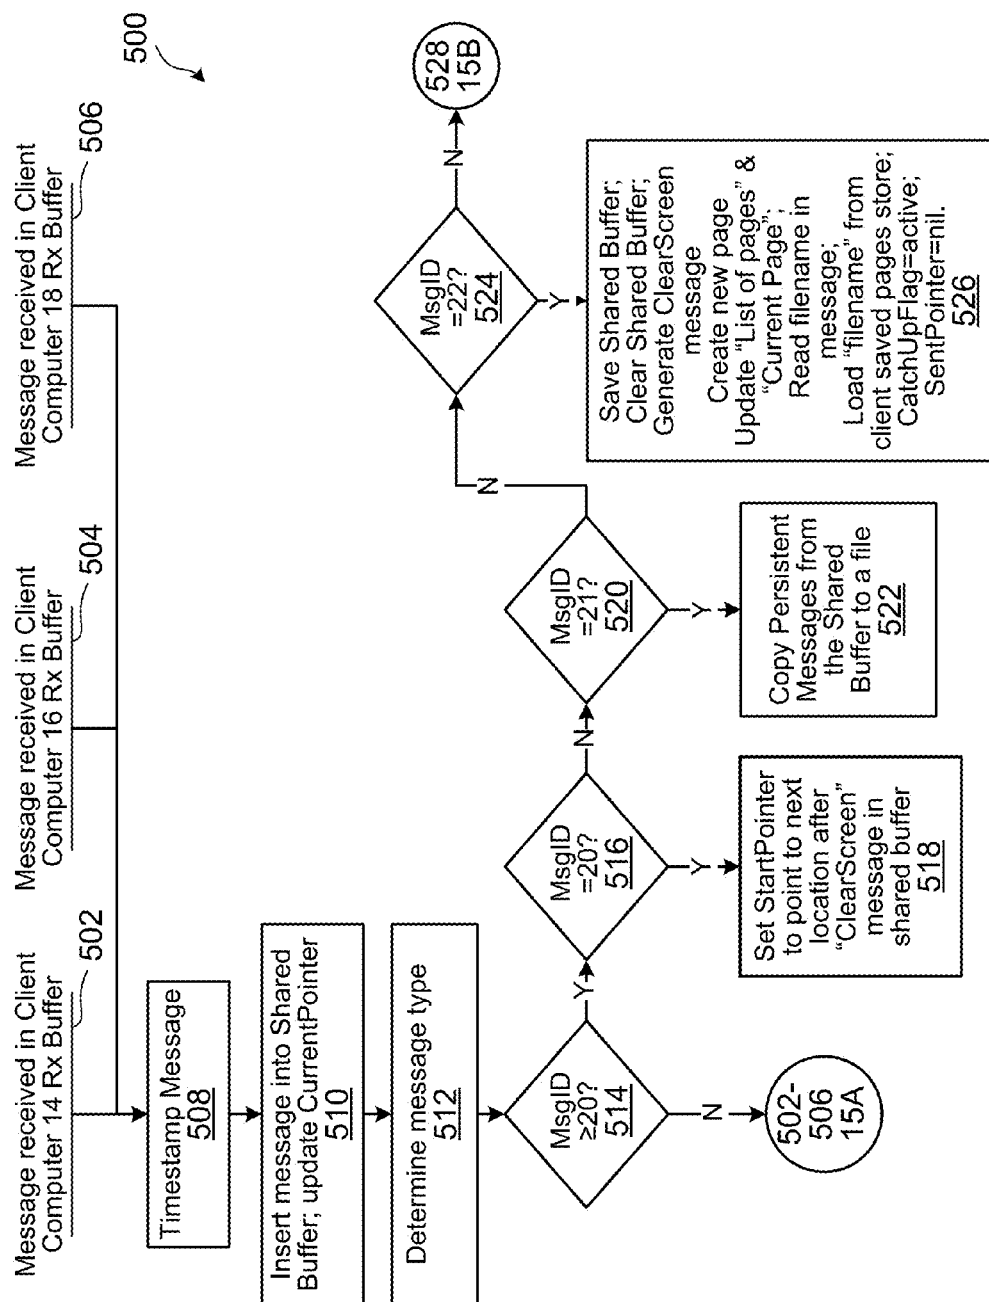 500
Message received in Client
Computer 14 Rx Buffer
502
Message received in Client
Computer 16 Rx Buffer
504
Message received in Client
Computer 18 Rx Buffer
506
Timestamp Message
508
Insert message into Shared
Buffer; update CurrentPointer
510
Determine message type
512
MsgID
≥20?
514
N
502-
506
15A
Y
MsgID
=20?
516
Y
Set StartPointer
to point to next
location after
“ClearScreen”
message in
shared buffer
518
N
MsgID
=21?
520
Y
Copy Persistent
Messages from
the Shared
Buffer to a file
522
N
MsgID
=22?
524
Y
Save Shared Buffer;
Clear Shared Buffer;
Generate ClearScreen
message
Create new page
Update “List of pages” &
“Current Page”;
Read filename in
message;
Load “filename” from
client saved pages store;
CatchUpFlag=active;
SentPointer=nil.
526
N
528
15B